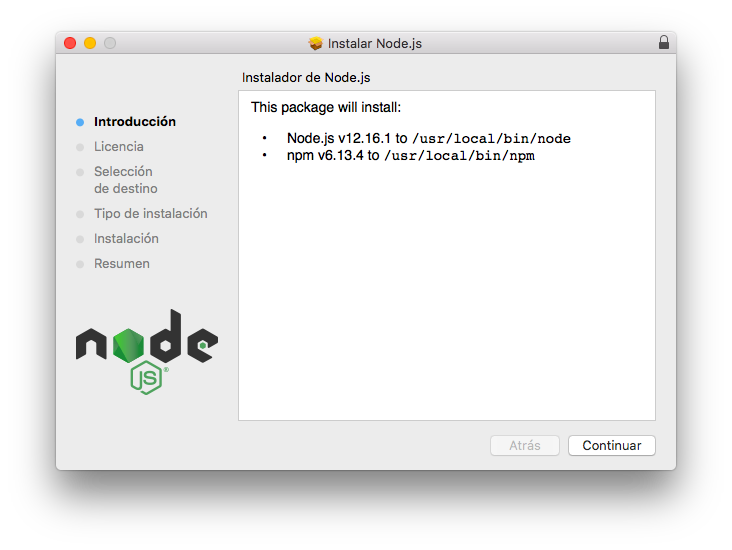 Instalar Node.js
Instalador de Node.js
Introducción
Licencia
Selección
de destino
Tipo de instalación
Instalación
Resumen
node
JS®
This package will install:
• Node.js v12.16.1 to /usr/local/bin/node
• npm v6.13.4 to /usr/local/bin/npm
Atrás
Continuar